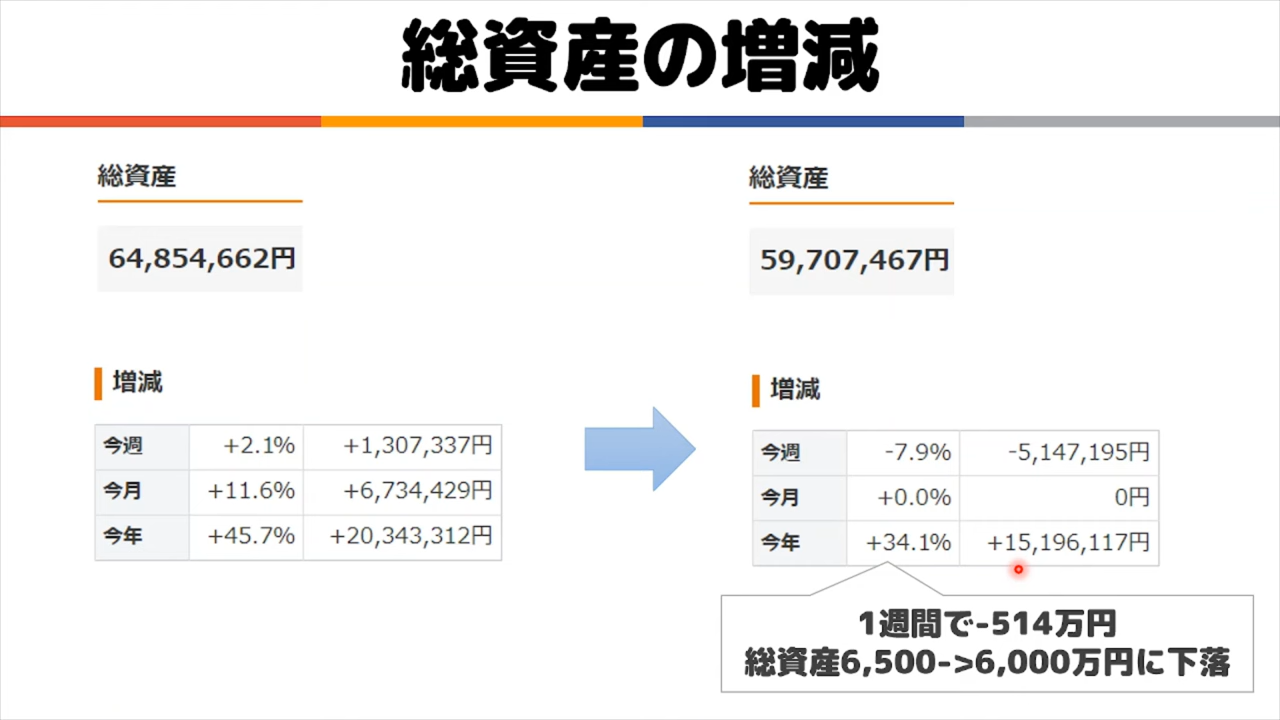 総資産の増減
総資産
64,854,662円
増減
今週 +2.1% +1,307,337円
今月 +11.6% +6,734,429円
今年 +45.7% +20,343,312円
総資産
59,707,467円
増減
今週 -7.9% -5,147,195円
今月 +0.0% 0円
今年 +34.1% +15,196,117円
1週間で-514万円
総資産6,500->6,000万円に下落